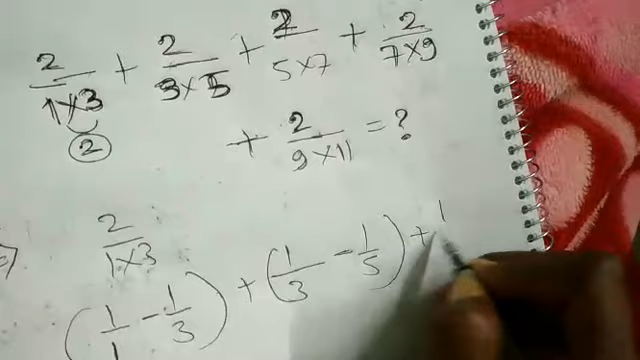 2/1×3 + 2/3×5 + 2/5×7 + 2/7×9
② + 2/9×11 = ?
2/1×3
(1/1 - 1/3) + (1/3 - 1/5) + 1